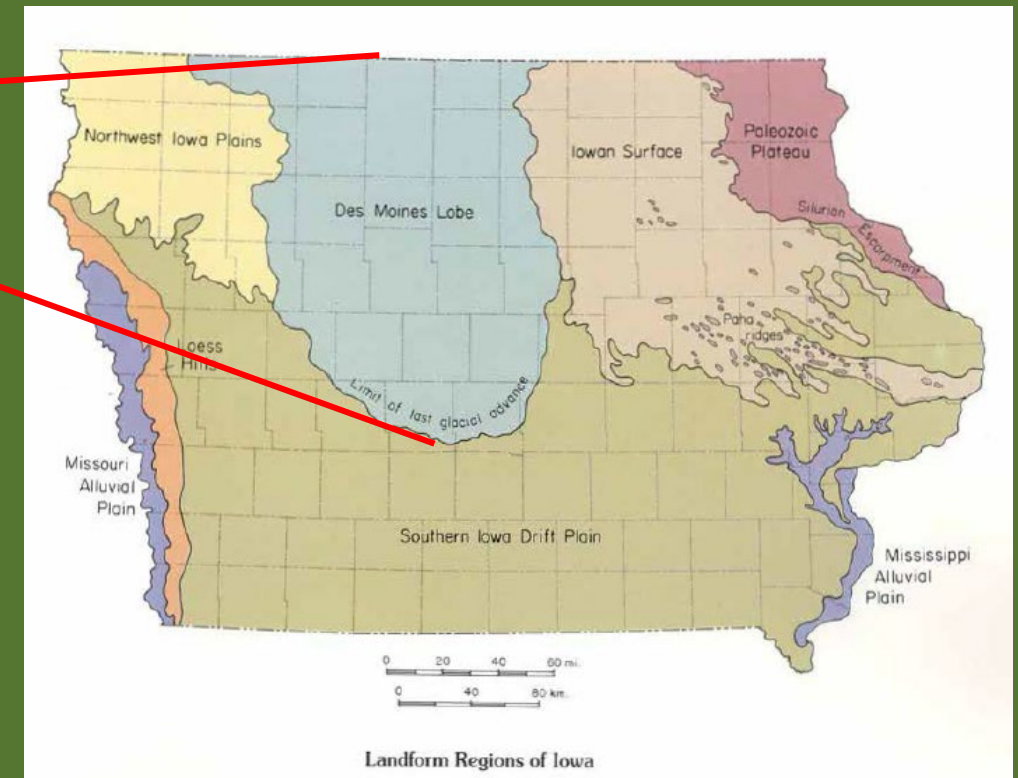 Northwest Iowa Plains
Des Moines Lobe
Iowan Surface
Paleozoic
Plateau
Silurian
Escarpment
Paha
ridges
Loess
Hills
Limit of last glacial advance
Missouri
Alluvial
Plain
Southern Iowa Drift Plain
Mississippi
Alluvial
Plain
0 20 40 60 mi.
0 40 80 km.
Landform Regions of Iowa